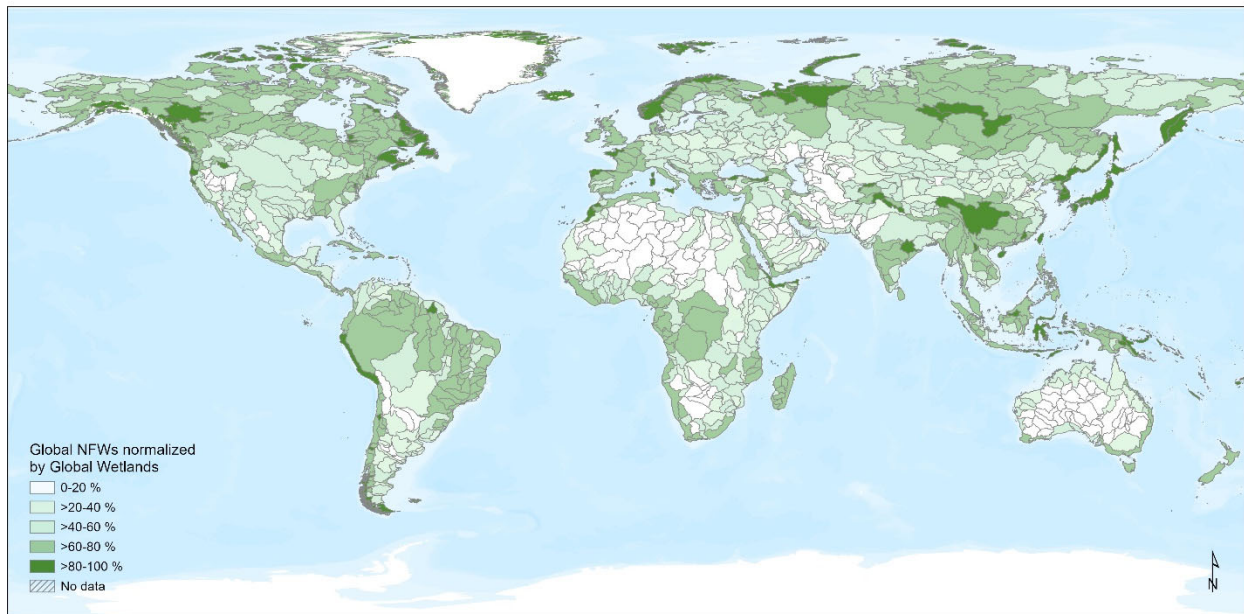 Global NFWs normalized
by Global Wetlands
0-20 %
>20-40 %
>40-60 %
>60-80 %
>80-100 %
No data
N